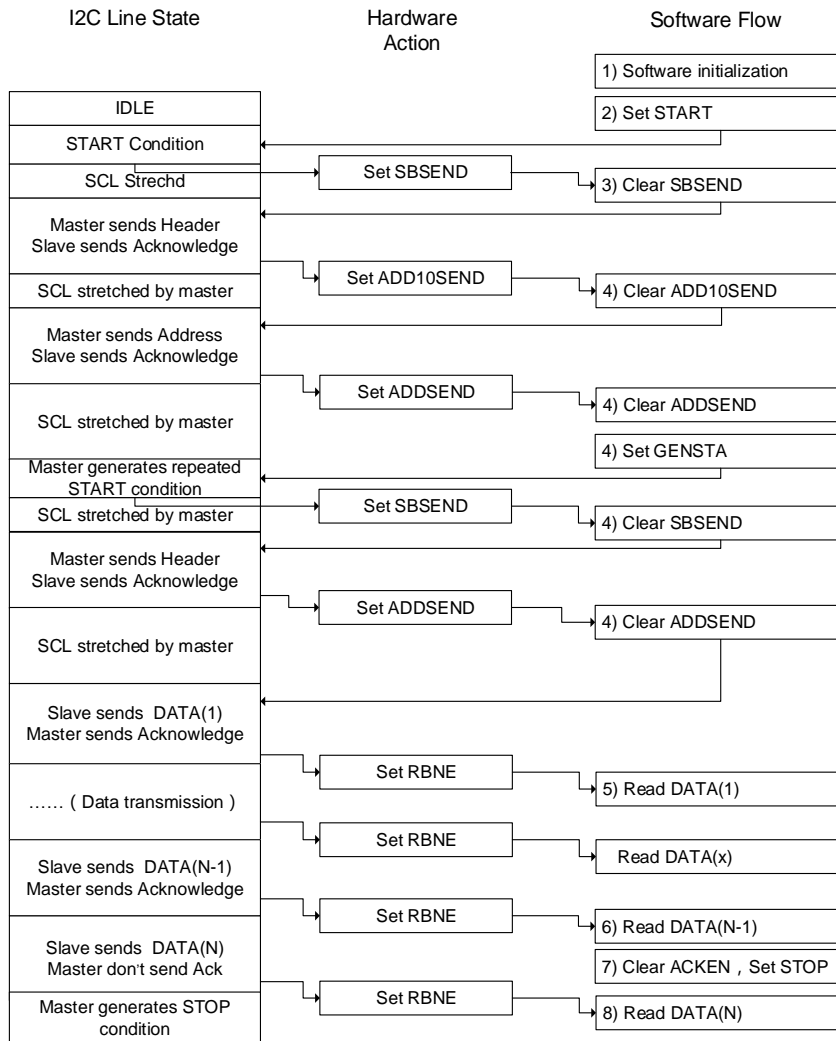 I2C Line State
Hardware
Action
Software Flow
1) Software initialization
IDLE
2) Set START
START Condition
Set SBSEND
SCL Strechd
3) Clear SBSEND
Master sends Header
Slave sends Acknowledge
Set ADD10SEND
SCL stretched by master
4) Clear ADD10SEND
Master sends Address
Slave sends Acknowledge
Set ADDSEND
4) Clear ADDSEND
SCL stretched by master
4) Set GENSTA
Master generates repeated
START condition
Set SBSEND
SCL stretched by master
4) Clear SBSEND
Master sends Header
Slave sends Acknowledge
Set ADDSEND
4) Clear ADDSEND
SCL stretched by master
Slave sends DATA(1)
Master sends Acknowledge
Set RBNE
5) Read DATA(1)
…… ( Data transmission )
Set RBNE
Read DATA(x)
Slave sends DATA(N-1)
Master sends Acknowledge
Set RBNE
6) Read DATA(N-1)
Slave sends DATA(N)
Master don't send Ack
7) Clear ACKEN , Set STOP
Set RBNE
8) Read DATA(N)
Master generates STOP
condition